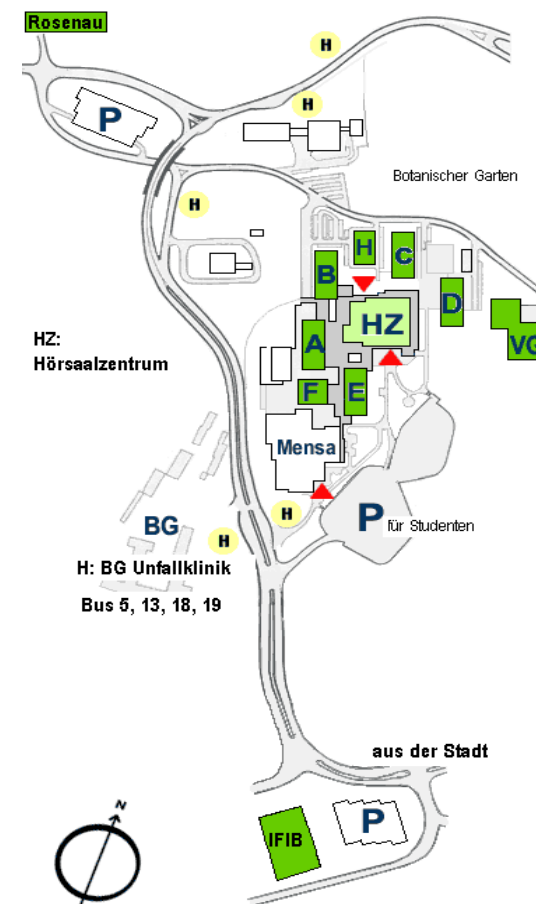 Rosenau
H
P
H
Botanischer Garten
H
H
C
B
D
HZ
VG
HZ:
Hörsaalzentrum
A
F
E
Mensa
P für Studenten
BG
H
H
H: BG Unfallklinik
Bus 5, 13, 18, 19
aus der Stadt
P
IFIB
N